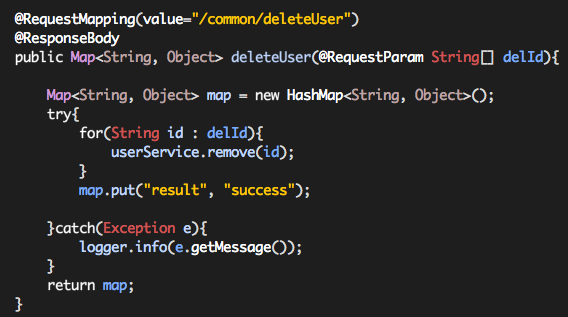 @RequestMapping(value="/common/deleteUser")
@ResponseBody
public Map<String, Object> deleteUser(@RequestParam String[] delId){
Map<String, Object> map = new HashMap<String, Object>();
try{
for(String id : delId){
userService.remove(id);
}
map.put("result", "success");
}catch(Exception e){
logger.info(e.getMessage());
}
return map;
}